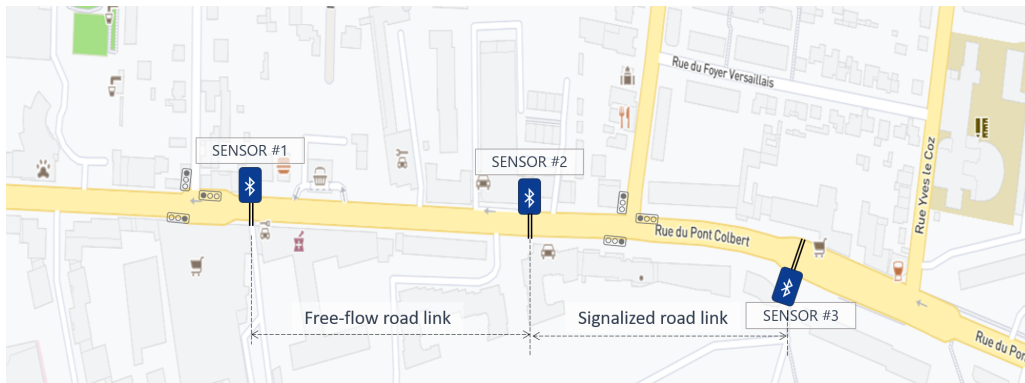 Rue du Foyer Versaillais
SENSOR #1
SENSOR #2
Rue Yves le Coz
Rue du Pont Colbert
SENSOR #3
Free-flow road link
Signalized road link
Rue du Pon